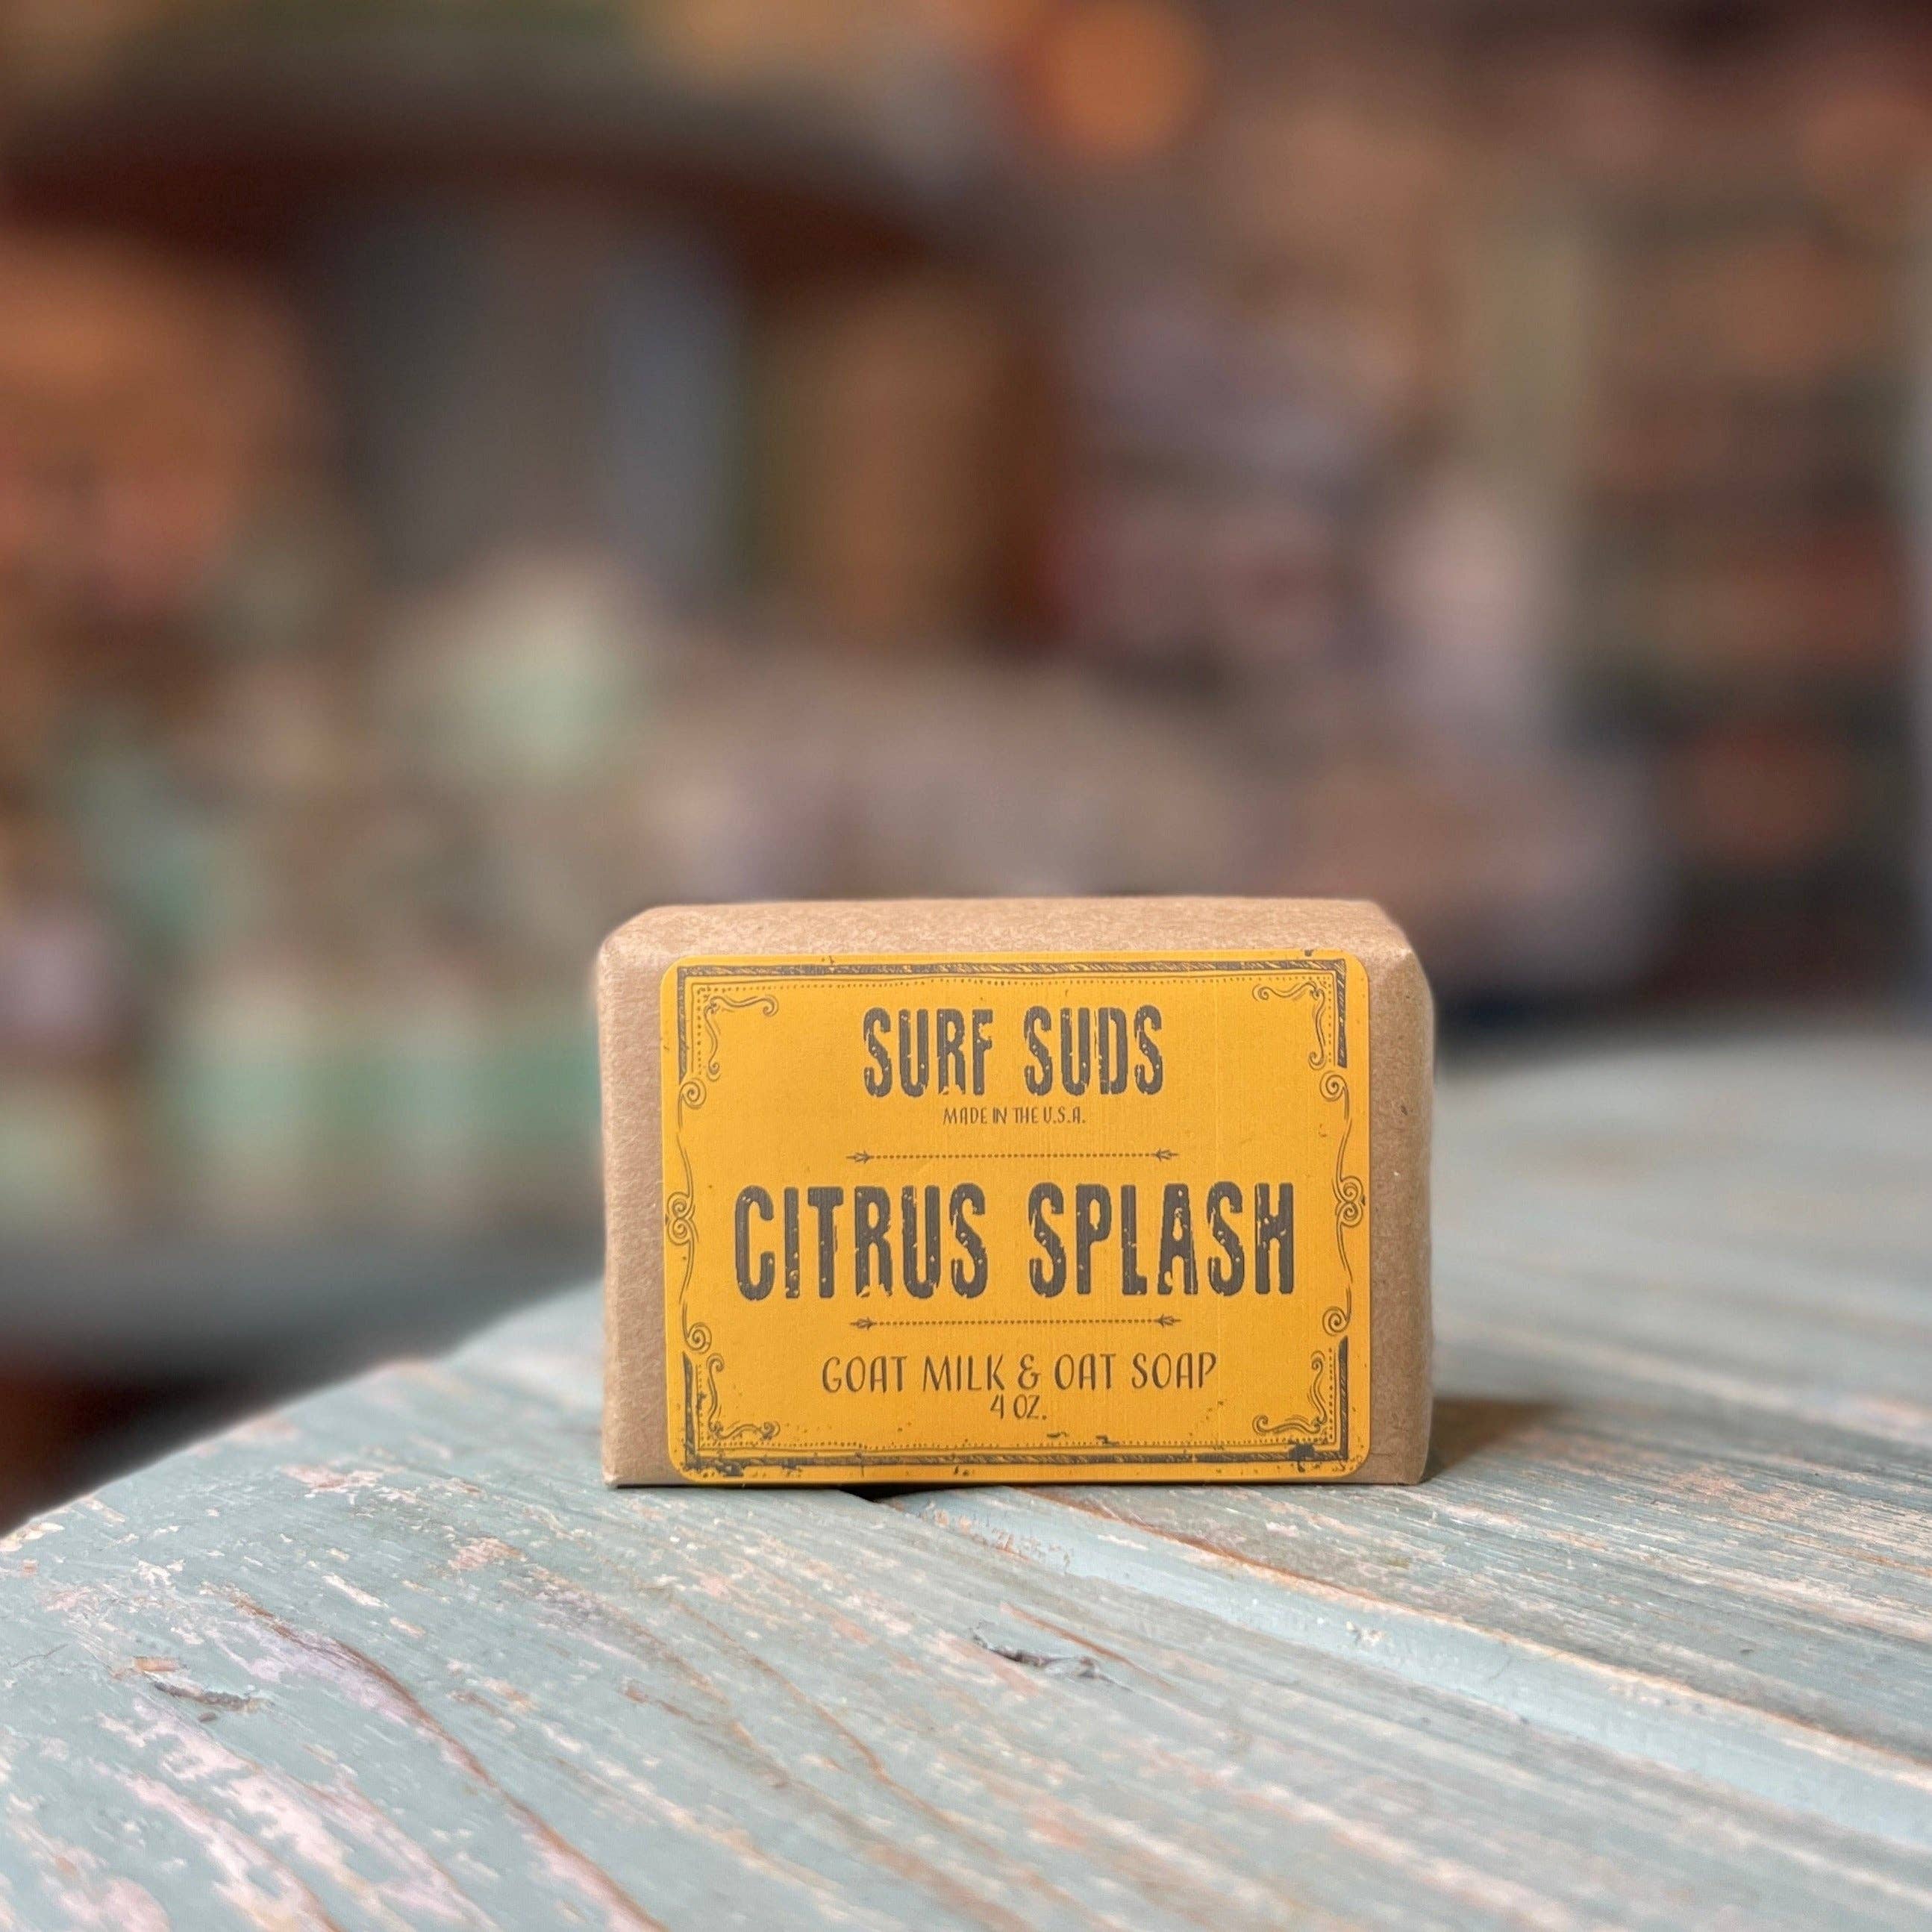 SURF SUDS
MADE IN THE U.S.A.
CITRUS SPLASH
GOAT MILK & OAT SOAP
4 OZ.